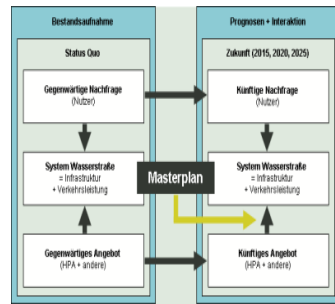 Bestandsaufnahme
Status Quo
Gegenwärtige Nachfrage
(Nutzer)
System Wasserstraße
= Infrastruktur
+ Verkehrsleistung
Gegenwärtiges Angebot
(HPA + andere)
Masterplan
Prognosen + Interaktion
Zukunft (2015, 2020, 2025)
Künftige Nachfrage
(Nutzer)
System Wasserstraße
= Infrastruktur
+ Verkehrsleistung
Künftiges Angebot
(HPA + andere)